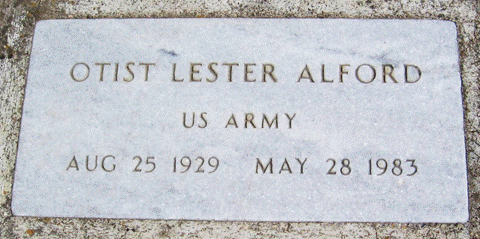 OTIST LESTER ALFORD
US ARMY
AUG 25 1929 MAY 28 1983